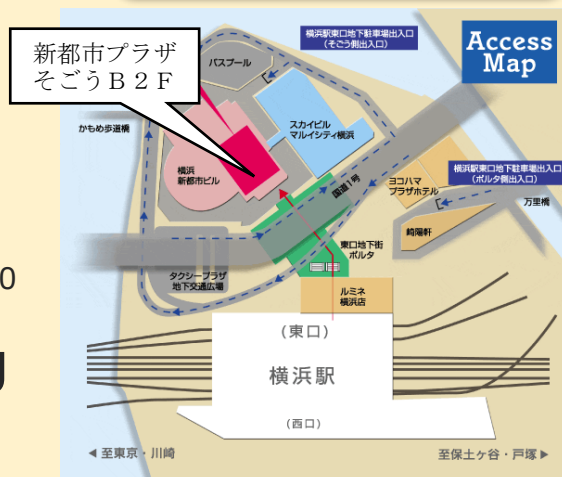 新都市プラザ
そごうＢ２Ｆ
横浜駅東口地下駐車場出入口
(そごう側出入口)
Access
Map
バスプール
かもめ歩道橋
スカイビル
マルイシティ横浜
横浜
新都市ビル
国道1号
ヨコハマ
プラザホテル
横浜駅東口地下駐車場出入口
(ポルタ側出入口)
万里橋
崎陽軒
東口地下街
ポルタ
タクシープラザ
地下交通広場
ルミネ
横浜店
0
g
(東口)
横浜駅
(西口)
◀ 至東京・川崎
至保土ヶ谷・戸塚 ▶